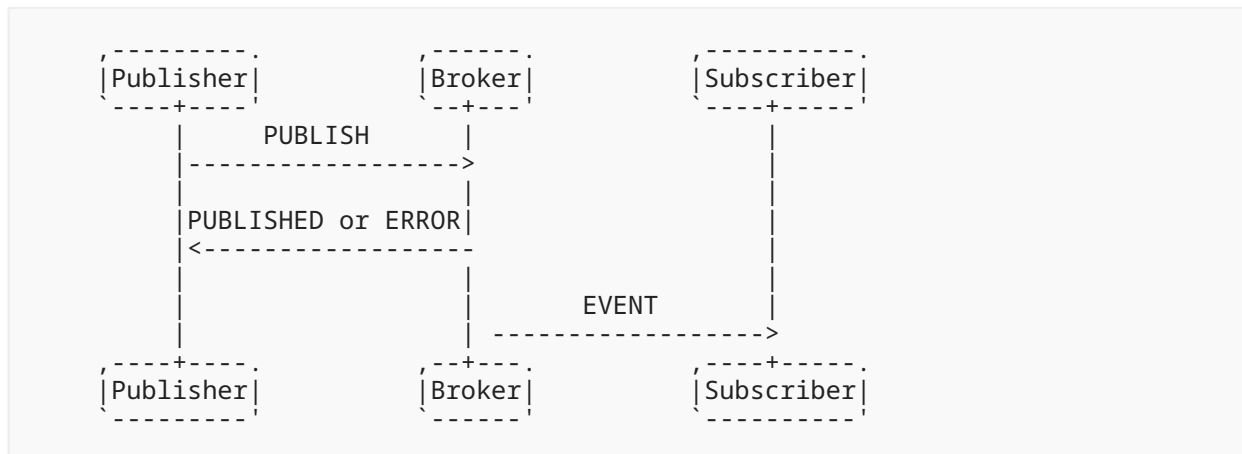 Publisher Broker Subscriber
PUBLISH
PUBLISHED or ERROR
EVENT
Publisher Broker Subscriber